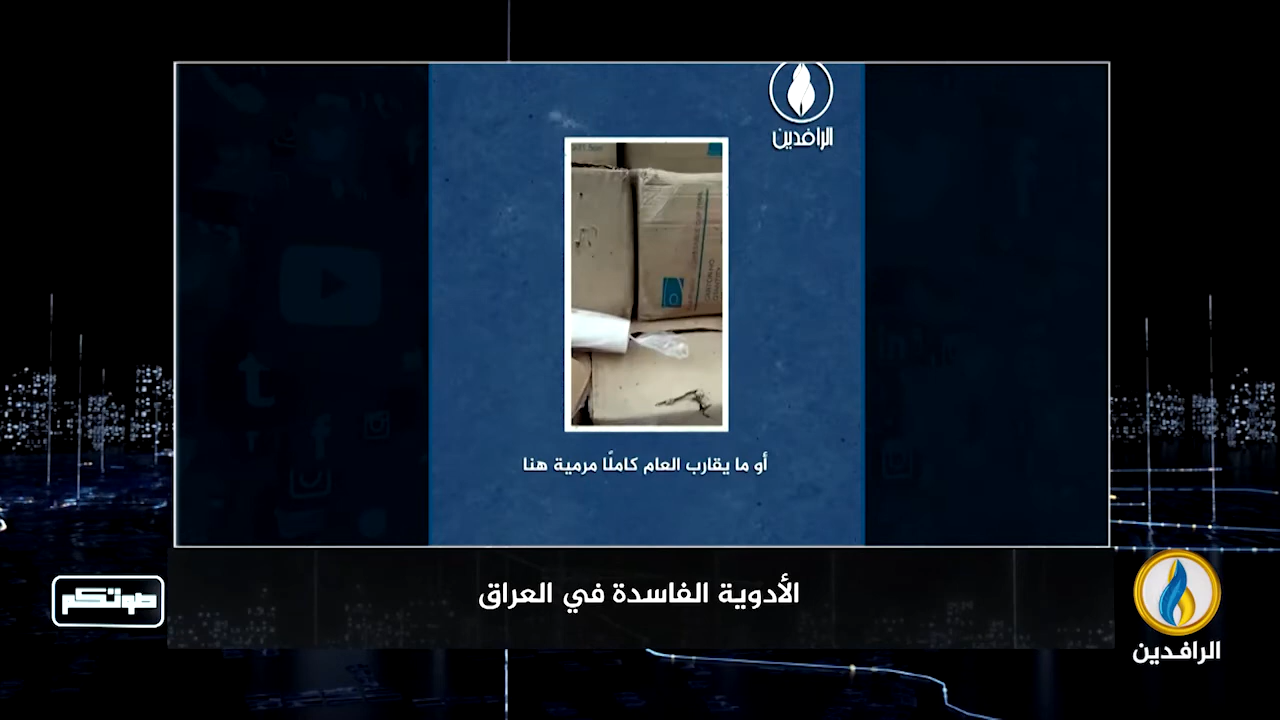 الرافدين
أو ما يقارب العام كاملًا مرمية هنا
الأدوية الفاسدة في العراق
صوتكم
الرافدين